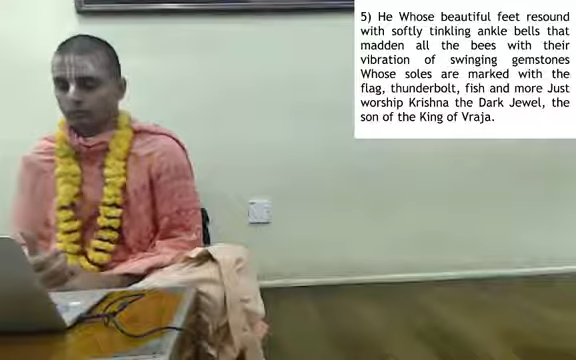 5) He Whose beautiful feet resound
with softly tinkling ankle bells that
madden all the bees with their
vibration of swinging gemstones
Whose soles are marked with the
flag, thunderbolt, fish and more Just
worship Krishna the Dark Jewel, the
son of the King of Vraja.